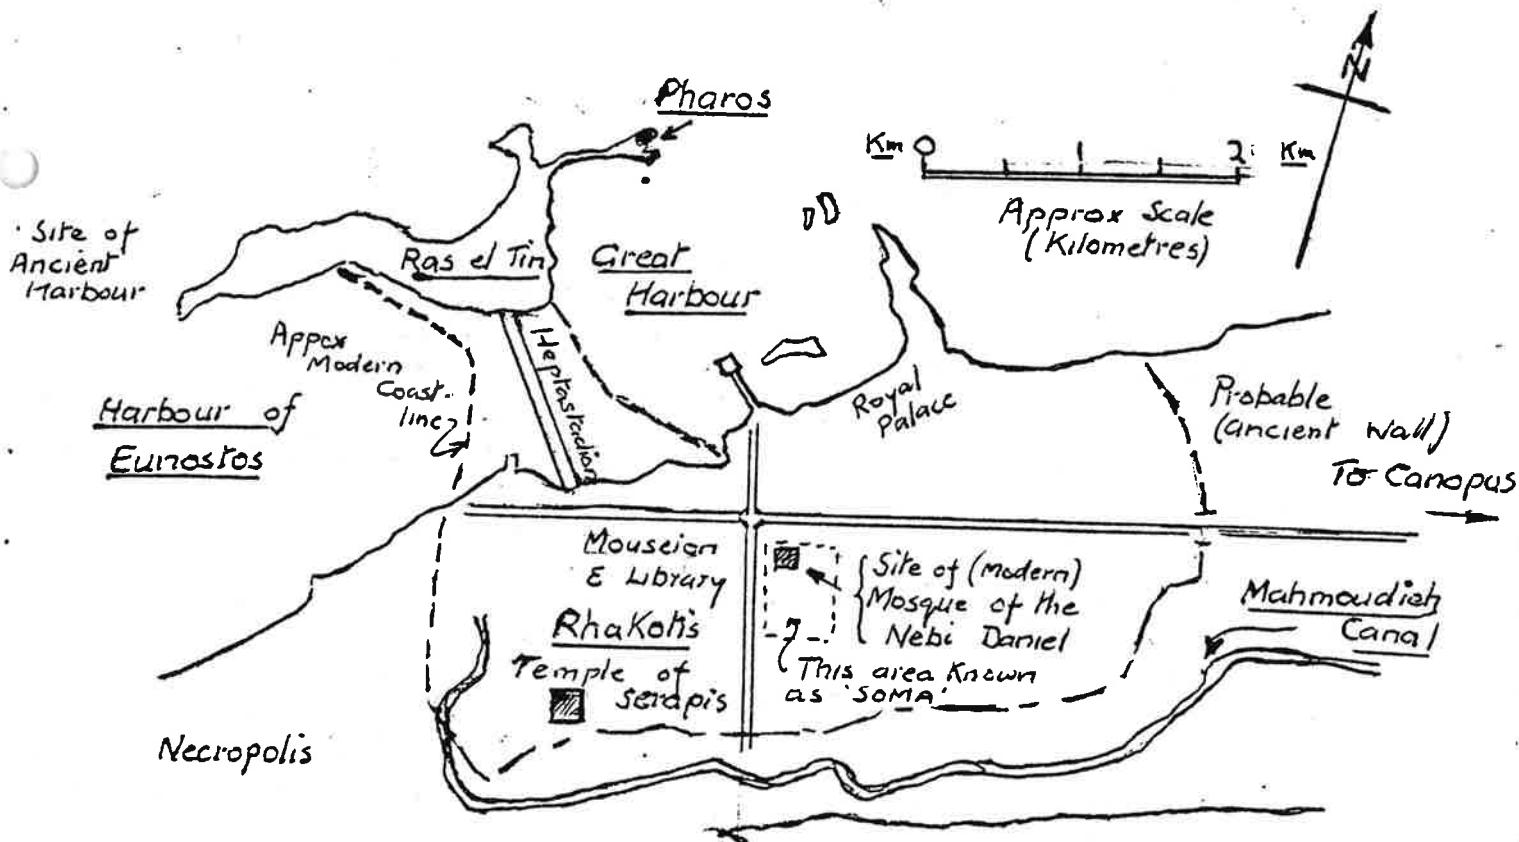 Pharos
N
Km 0 1 2 Km
Approx Scale
(Kilometres)
Site of
Ancient
Harbour
Ras el Tin
Great
Harbour
Appox
Modern
Coast-
line
Heptastadion
Royal
Palace
Probable
(ancient wall)
To Canopus
Harbour of
Eunostos
Mouseion
& Library
Site of (modern)
Mosque of the
Nebi Daniel
Mahmoudieh
Canal
Rhakotis
Temple of
Serapis
This area known
as 'SOMA'
Necropolis